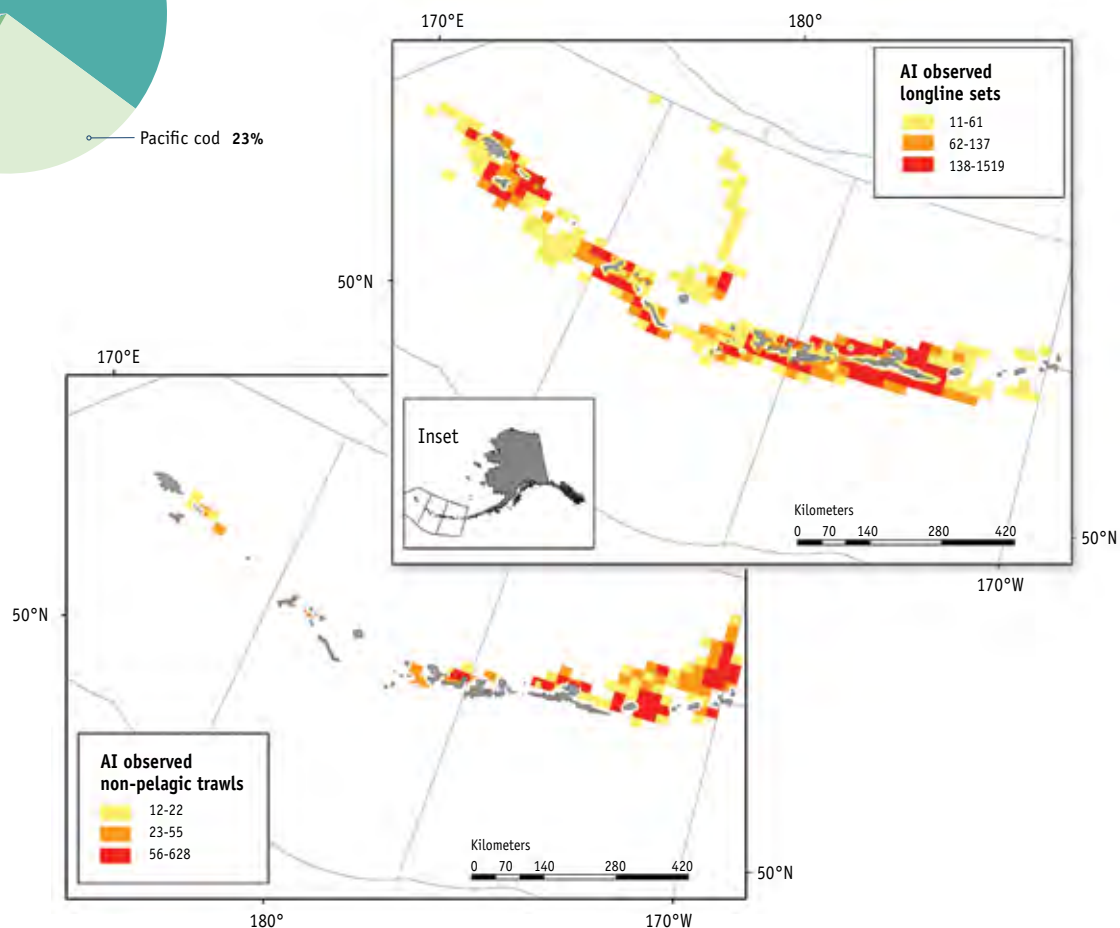 170°E 180°
AI observed
longline sets
11-61
62-137
138-1519
Pacific cod 23%
50°N
170°E
Inset
Kilometers
0 70 140 280 420
50°N
170°W
50°N
AI observed
non-pelagic trawls
12-22
23-55
56-628
Kilometers
0 70 140 280 420
50°N
180° 170°W